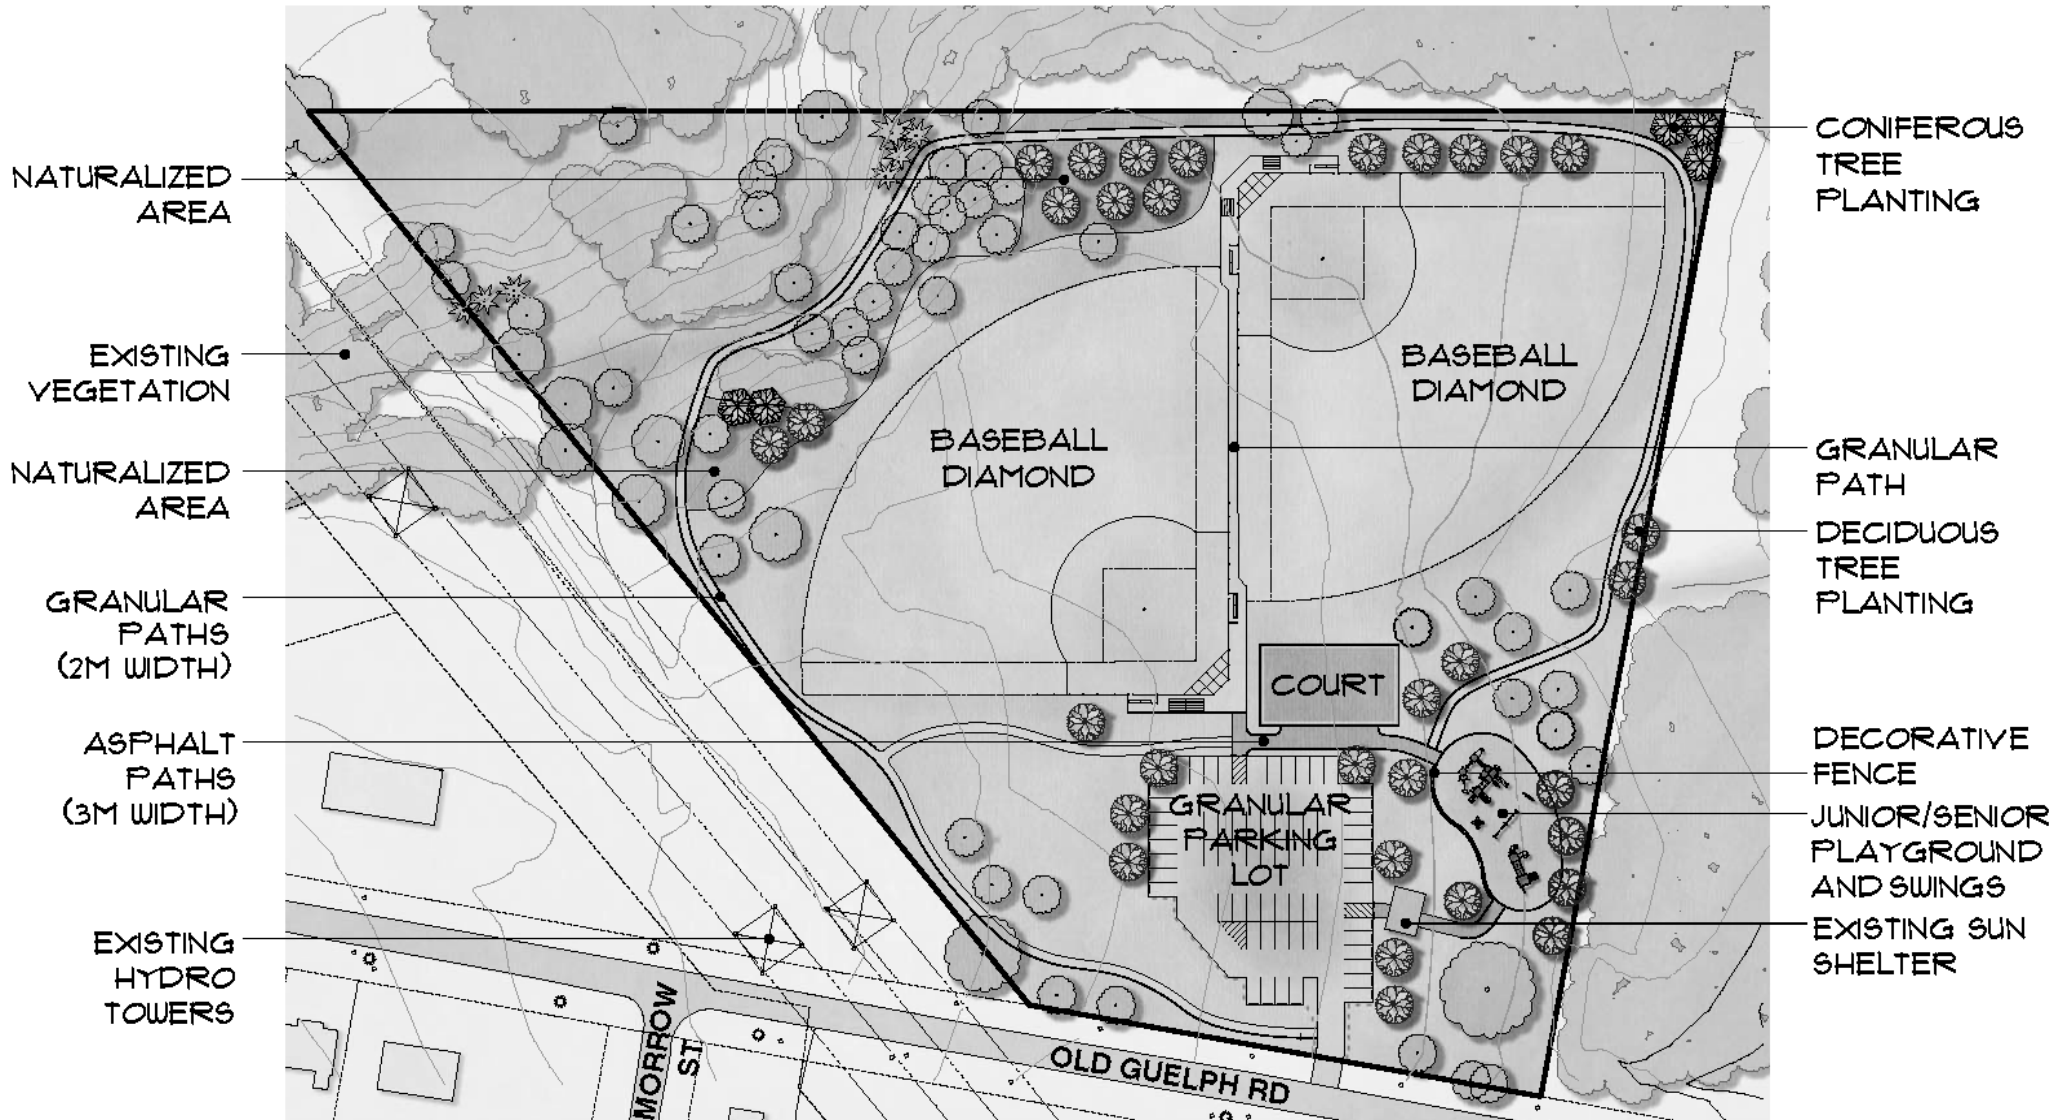 NATURALIZED
AREA
EXISTING
VEGETATION
NATURALIZED
AREA
GRANULAR
PATHS
(2M WIDTH)
ASPHALT
PATHS
(3M WIDTH)
EXISTING
HYDRO
TOWERS
BASEBALL
DIAMOND
BASEBALL
DIAMOND
COURT
GRANULAR
PARKING
LOT
MORROW
ST.
OLD GUELPH RD
CONIFEROUS
TREE
PLANTING
GRANULAR
PATH
DECIDUOUS
TREE
PLANTING
DECORATIVE
FENCE
JUNIOR/SENIOR
PLAYGROUND
AND SWINGS
EXISTING SUN
SHELTER